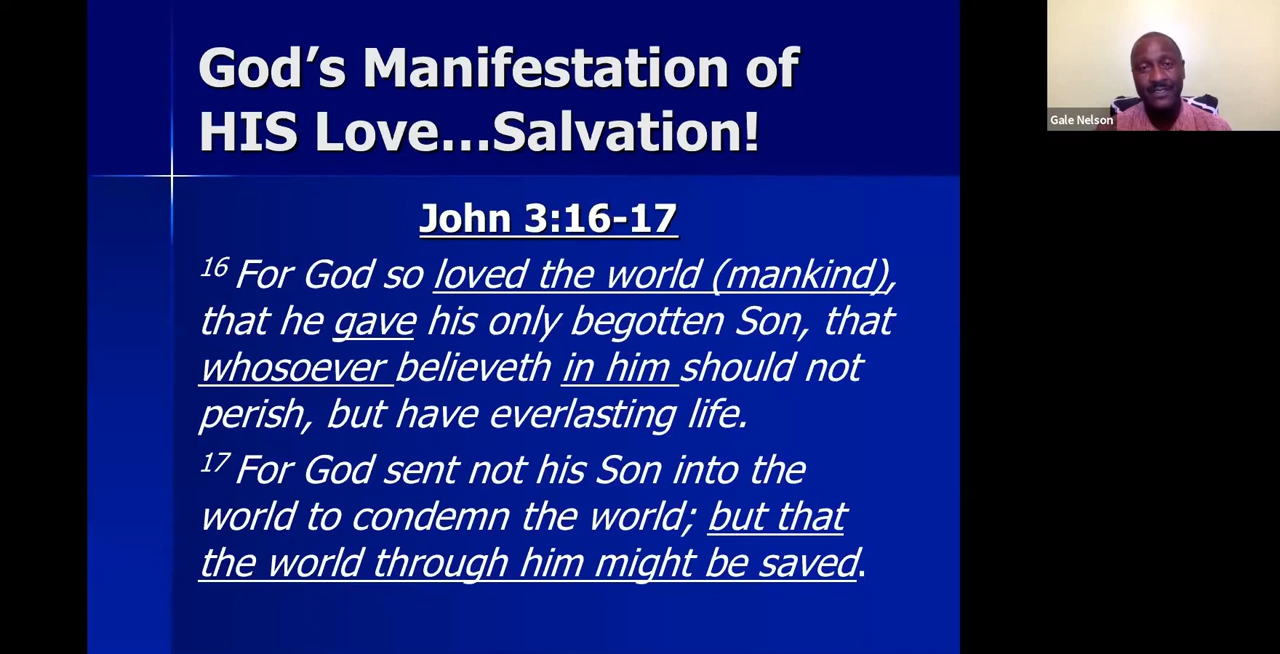 God’s Manifestation of
HIS Love...Salvation!
John 3:16-17
16 For God so loved the world (mankind),
that he gave his only begotten Son, that
whosoever believeth in him should not
perish, but have everlasting life.
17 For God sent not his Son into the
world to condemn the world; but that
the world through him might be saved.
Gale Nelson